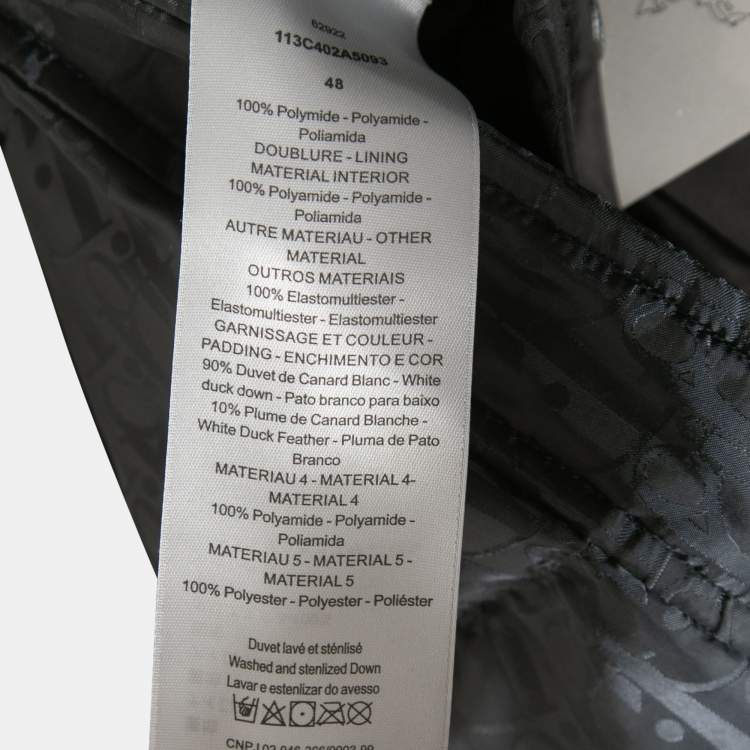 62922
113C402A5093
48
100% Polymide - Polyamide -
Poliamida
DOUBLURE - LINING
MATERIAL INTERIOR
100% Polyamide - Polyamide -
Poliamida
AUTRE MATERIAU - OTHER
MATERIAL
OUTROS MATERIAIS
100% Elastomultiester -
Elastomultiester - Elastomultiester
GARNISSAGE ET COULEUR -
PADDING - ENCHIMENTO E COR
90% Duvet de Canard Blanc - White
duck down - Pato branco para baixo
10% Plume de Canard Blanche -
White Duck Feather - Pluma de Pato
Branco
MATERIAU 4 - MATERIAL 4-
MATERIAL 4
100% Polyamide - Polyamide -
Poliamida
MATERIAU 5 - MATERIAL 5 -
MATERIAL 5
100% Polyester - Polyester - Poliéster
Duvet lavé et sténlisé
Washed and stenlized Down
Lavar e estenlizar do avesso